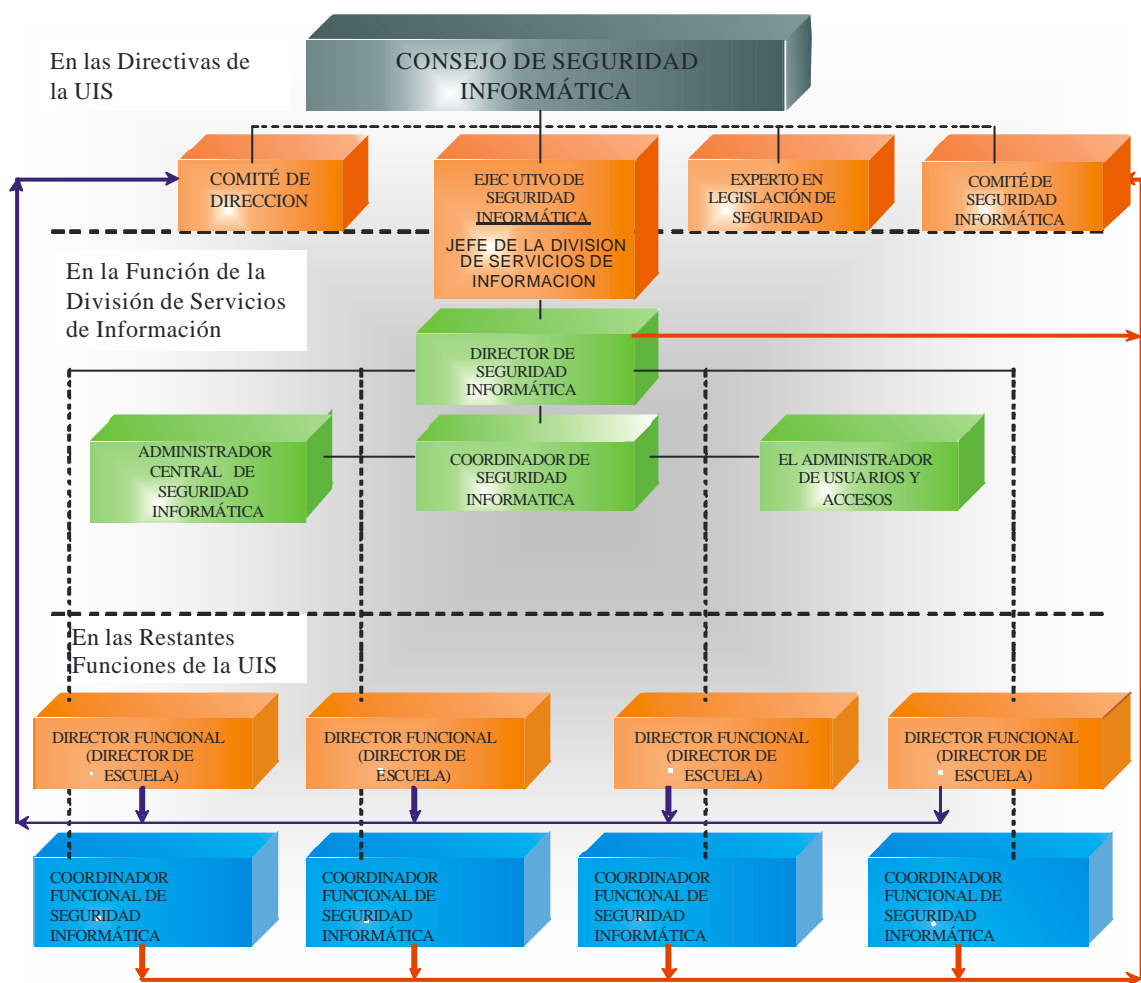 En las Directivas de
la UIS
CONSEJO DE SEGURIDAD
INFORMÁTICA
COMITÉ DE
DIRECCION
EJEC UTIVO DE
SEGURIDAD
INFORMÁTICA
JEFE DE LA DIVISION
DE SERVICIOS DE
INFORMACION
EXPERTO EN
LEGISLACIÓN DE
SEGURIDAD
COMITÉ DE
SEGURIDAD
INFORMÁTICA
En la Función de la
División de Servicios
de Información
DIRECTOR DE
SEGURIDAD
INFORMÁTICA
ADMINISTRADOR
CENTRAL DE
SEGURIDAD
INFORMÁTICA
COORDINADOR DE
SEGURIDAD
INFORMATICA
EL ADMINISTRADOR
DE USUARIOS Y
ACCESOS
En las Restantes
Funciones de la UIS
DIRECTOR FUNCIONAL
(DIRECTOR DE
ESCUELA)
DIRECTOR FUNCIONAL
(DIRECTOR DE
ESCUELA)
DIRECTOR FUNCIONAL
(DIRECTOR DE
ESCUELA)
DIRECTOR FUNCIONAL
(DIRECTOR DE
ESCUELA)
COORDINADOR
FUNCIONAL DE
SEGURIDAD
INFORMÁTICA
COORDINADOR
FUNCIONAL DE
SEGURIDAD
INFORMÁTICA
COORDINADOR
FUNCIONAL DE
SEGURIDAD
INFORMÁTICA
COORDINADOR
FUNCIONAL DE
SEGURIDAD
INFORMÁTICA